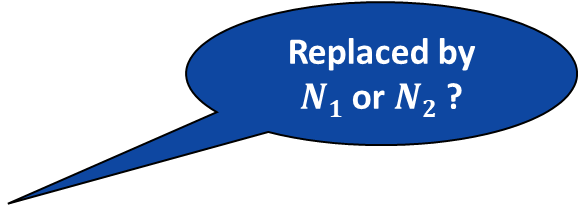 Replaced by
N₁ or N₂ ?